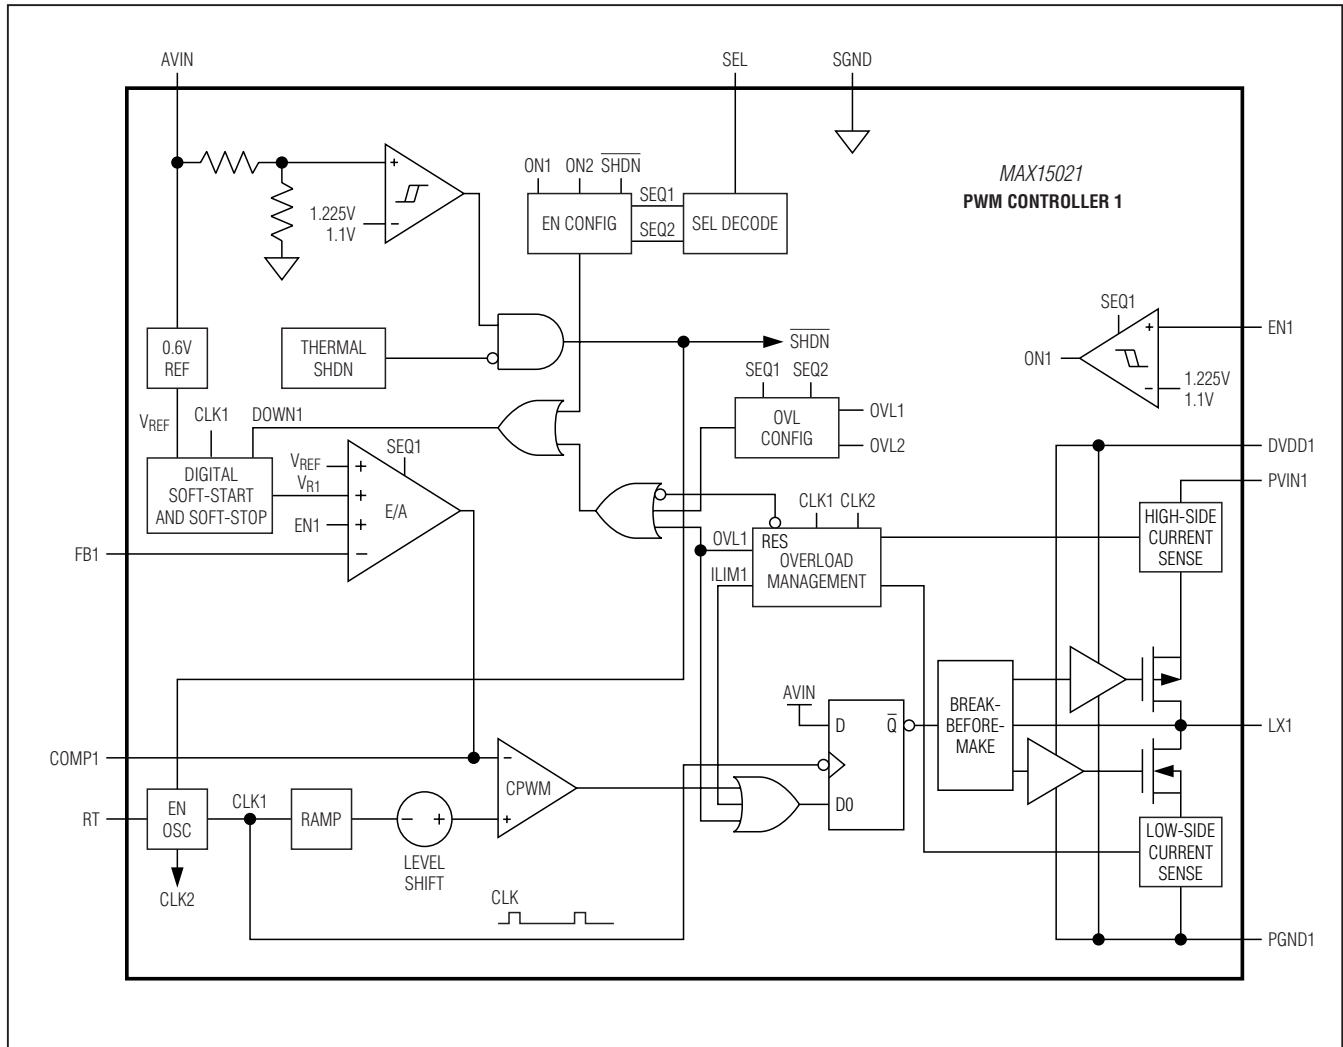 AVIN
SEL
SGND
MAX15021
PWM CONTROLLER 1
ON1
ON2
SHDN
+
1.225V
1.1V
−
EN CONFIG
SEQ1
SEQ2
SEL DECODE
0.6V
REF
THERMAL
SHDN
SHDN
SEQ1
+
EN1
ON1
−
1.225V
1.1V
SEQ1
SEQ2
OVL
CONFIG
OVL1
OVL2
VREF
CLK1
DOWN1
DIGITAL
SOFT-START
AND SOFT-STOP
SEQ1
VREF
+
VR1
+
EN1
+
E/A
−
FB1
DVDD1
PVIN1
HIGH-SIDE
CURRENT
SENSE
CLK1
CLK2
OVL1
ILIM1
RES
OVERLOAD
MANAGEMENT
AVIN
D
Q
D0
BREAK-
BEFORE-
MAKE
LX1
COMP1
−
CPWM
+
RT
EN
OSC
CLK1
RAMP
−
+
LEVEL
SHIFT
CLK2
CLK
LOW-SIDE
CURRENT
SENSE
PGND1